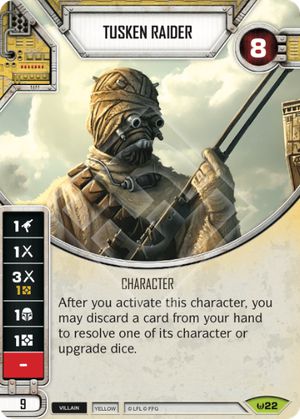 TUSKEN RAIDER
8
1
1
3
1
1
1
-
CHARACTER
After you activate this character, you
may discard a card from your hand
to resolve one of its character or
upgrade dice.
9
VILLAIN
YELLOW
© LFL © FFG
22